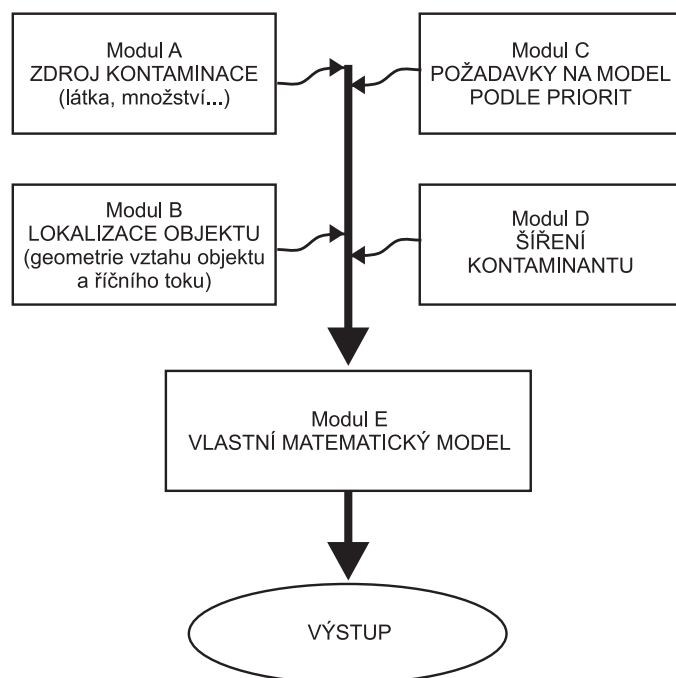 Modul A
ZDROJ KONTAMINACE
(látka, množství...)
Modul C
POŽADAVKY NA MODEL
PODLE PRIORIT
Modul B
LOKALIZACE OBJEKTU
(geometrie vztahu objektu
a říčního toku)
Modul D
ŠÍŘENÍ
KONTAMINANTU
Modul E
VLASTNÍ MATEMATICKÝ MODEL
VÝSTUP